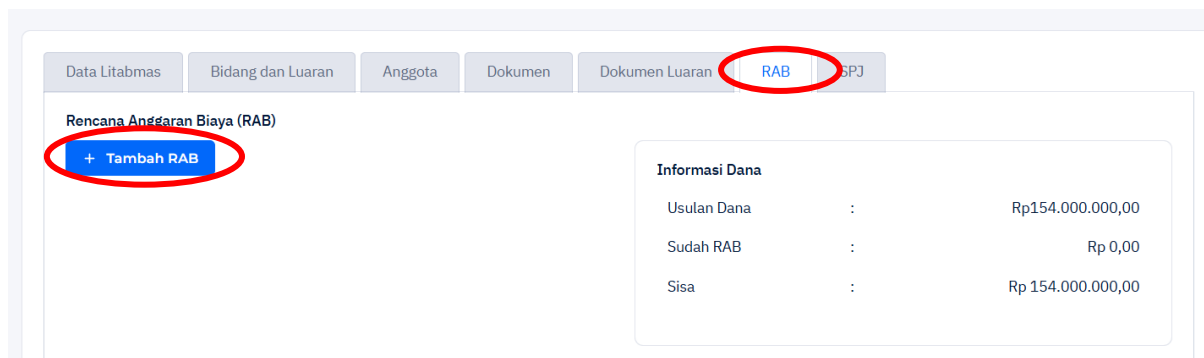 Data Litabmas Bidang dan Luaran Anggota Dokumen Dokumen Luaran RAB SPJ
Rencana Anggaran Biaya (RAB)
+ Tambah RAB
Informasi Dana
Usulan Dana : Rp154.000.000,00
Sudah RAB : Rp 0,00
Sisa : Rp 154.000.000,00